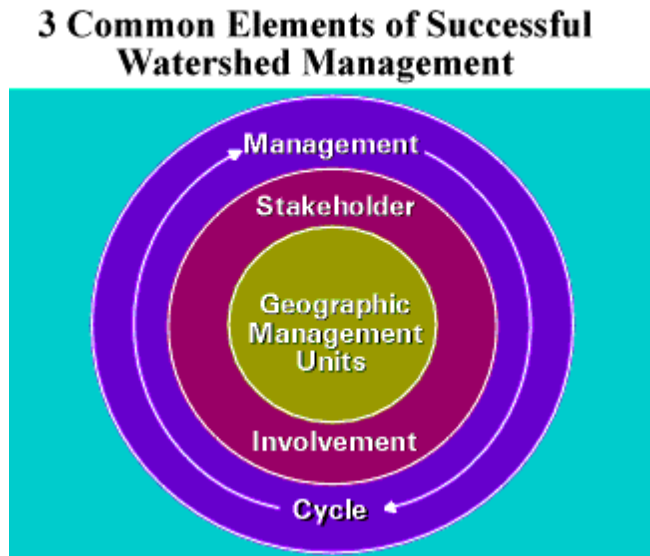 3 Common Elements of Successful
Watershed Management
Management
Stakeholder
Geographic
Management
Units
Involvement
Cycle